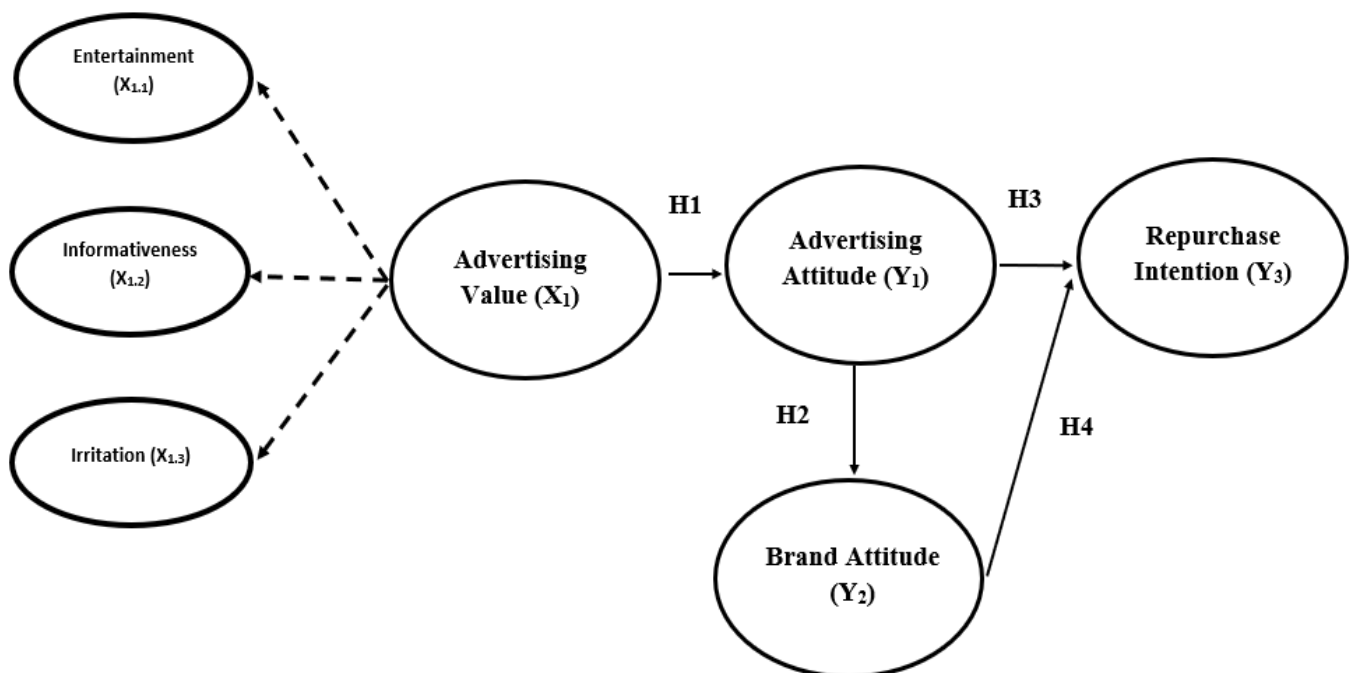 Entertainment
(X₁.₁)
Informativeness
(X₁.₂)
Irritation (X₁.₃)
Advertising
Value (X₁)
H1
Advertising
Attitude (Y₁)
H3
Repurchase
Intention (Y₃)
H2
H4
Brand Attitude
(Y₂)